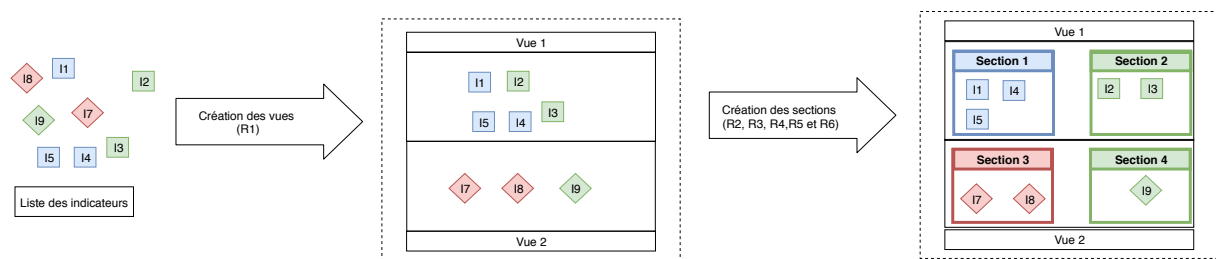 I8
I1
I2
I9
I7
I3
I5
I4
Liste des indicateurs
Création des vues
(R1)
Vue 1
I1
I2
I5
I4
I3
I7
I8
I9
Vue 2
Création des sections
(R2, R3, R4,R5 et R6)
Vue 1
Section 1
Section 2
I1
I4
I5
I2
I3
Section 3
Section 4
I7
I8
I9
Vue 2